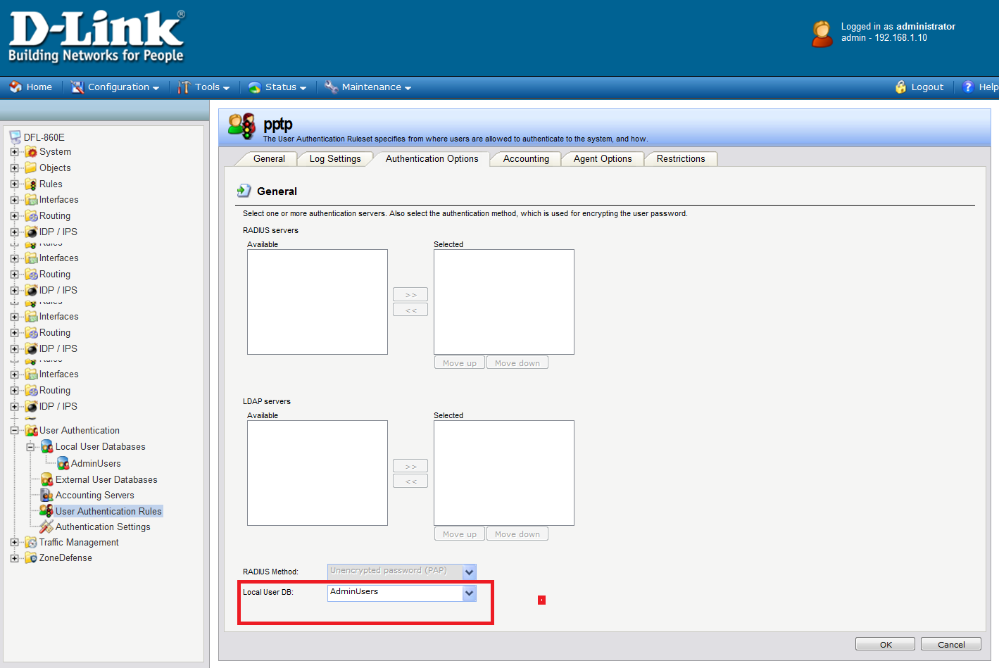 D-Link®
Building Networks for People
Logged in as administrator
admin - 192.168.1.10
Home Configuration Tools Status Maintenance Logout Help
DFL-860E
System
Objects
Rules
Interfaces
Routing
IDP / IPS
Rules
Interfaces
Routing
IDP / IPS
Rules
Interfaces
Routing
IDP / IPS
Rules
Interfaces
Routing
IDP / IPS
User Authentication
Local User Databases
AdminUsers
External User Databases
Accounting Servers
User Authentication Rules
Authentication Settings
Traffic Management
ZoneDefense
pptp
The User Authentication Ruleset specifies from where users are allowed to authenticate to the system, and how.
General Log Settings Authentication Options Accounting Agent Options Restrictions
General
Select one or more authentication servers. Also select the authentication method, which is used for encrypting the user password.
RADIUS servers
Available Selected
>>
<<
Move up Move down
LDAP servers
Available Selected
>>
<<
Move up Move down
RADIUS Method: Unencrypted password (PAP)
Local User DB: AdminUsers
OK Cancel